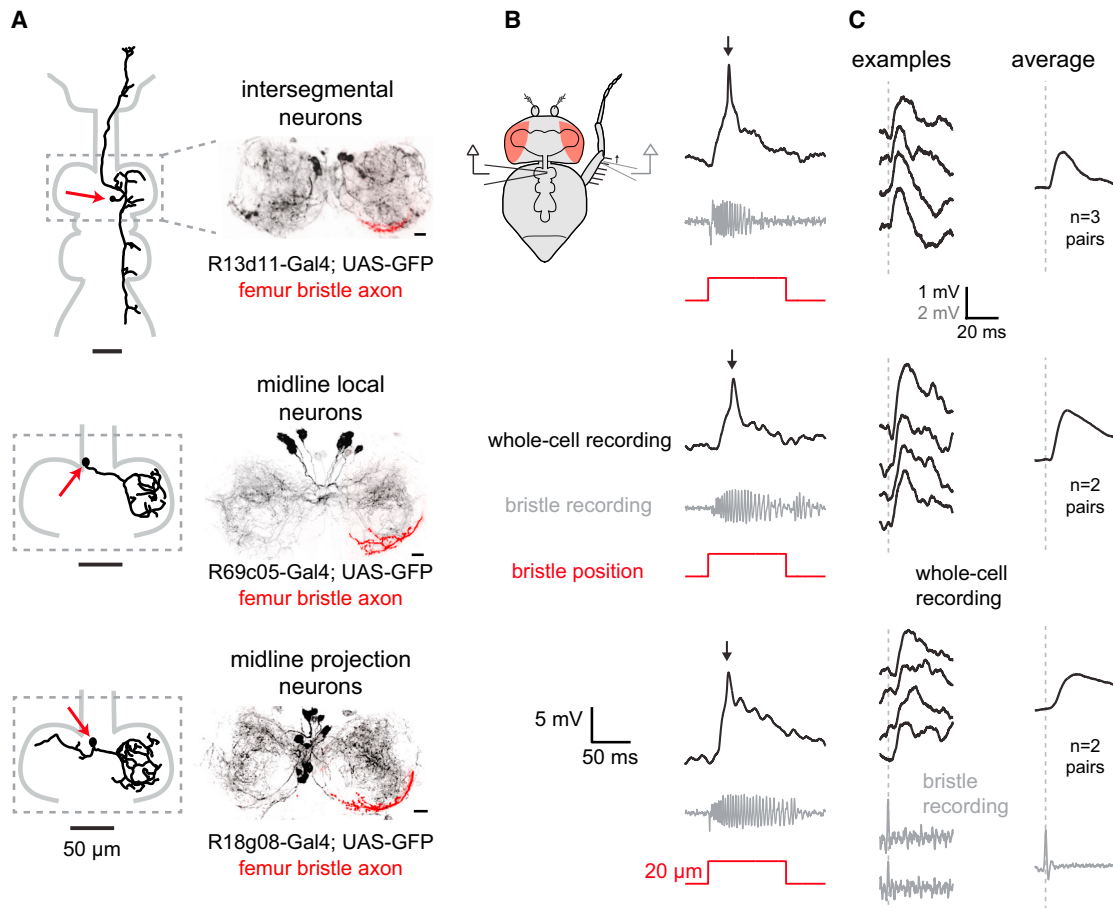 A
intersegmental
neurons
R13d11-Gal4; UAS-GFP
femur bristle axon
midline local
neurons
R69c05-Gal4; UAS-GFP
femur bristle axon
midline projection
neurons
50 µm
R18g08-Gal4; UAS-GFP
femur bristle axon
B
whole-cell recording
bristle recording
bristle position
5 mV
50 ms
20 µm
C
examples
average
n=3
pairs
1 mV
2 mV
20 ms
n=2
pairs
whole-cell
recording
n=2
pairs
bristle
recording